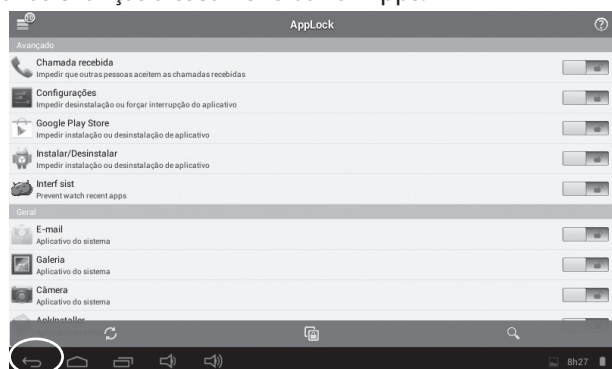 AppLock
Avançado
Chamada recebida
Impedir que outras pessoas aceitem as chamadas recebidas
Configurações
Impedir desinstalação ou forçar interrupção do aplicativo
Google Play Store
Impedir instalação ou desinstalação de aplicativo
Instalar/Desinstalar
Impedir instalação ou desinstalação de aplicativo
Interf sist
Prevent watch recent apps
Geral
E-mail
Aplicativo do sistema
Galeria
Aplicativo do sistema
Câmera
Aplicativo do sistema
8h27